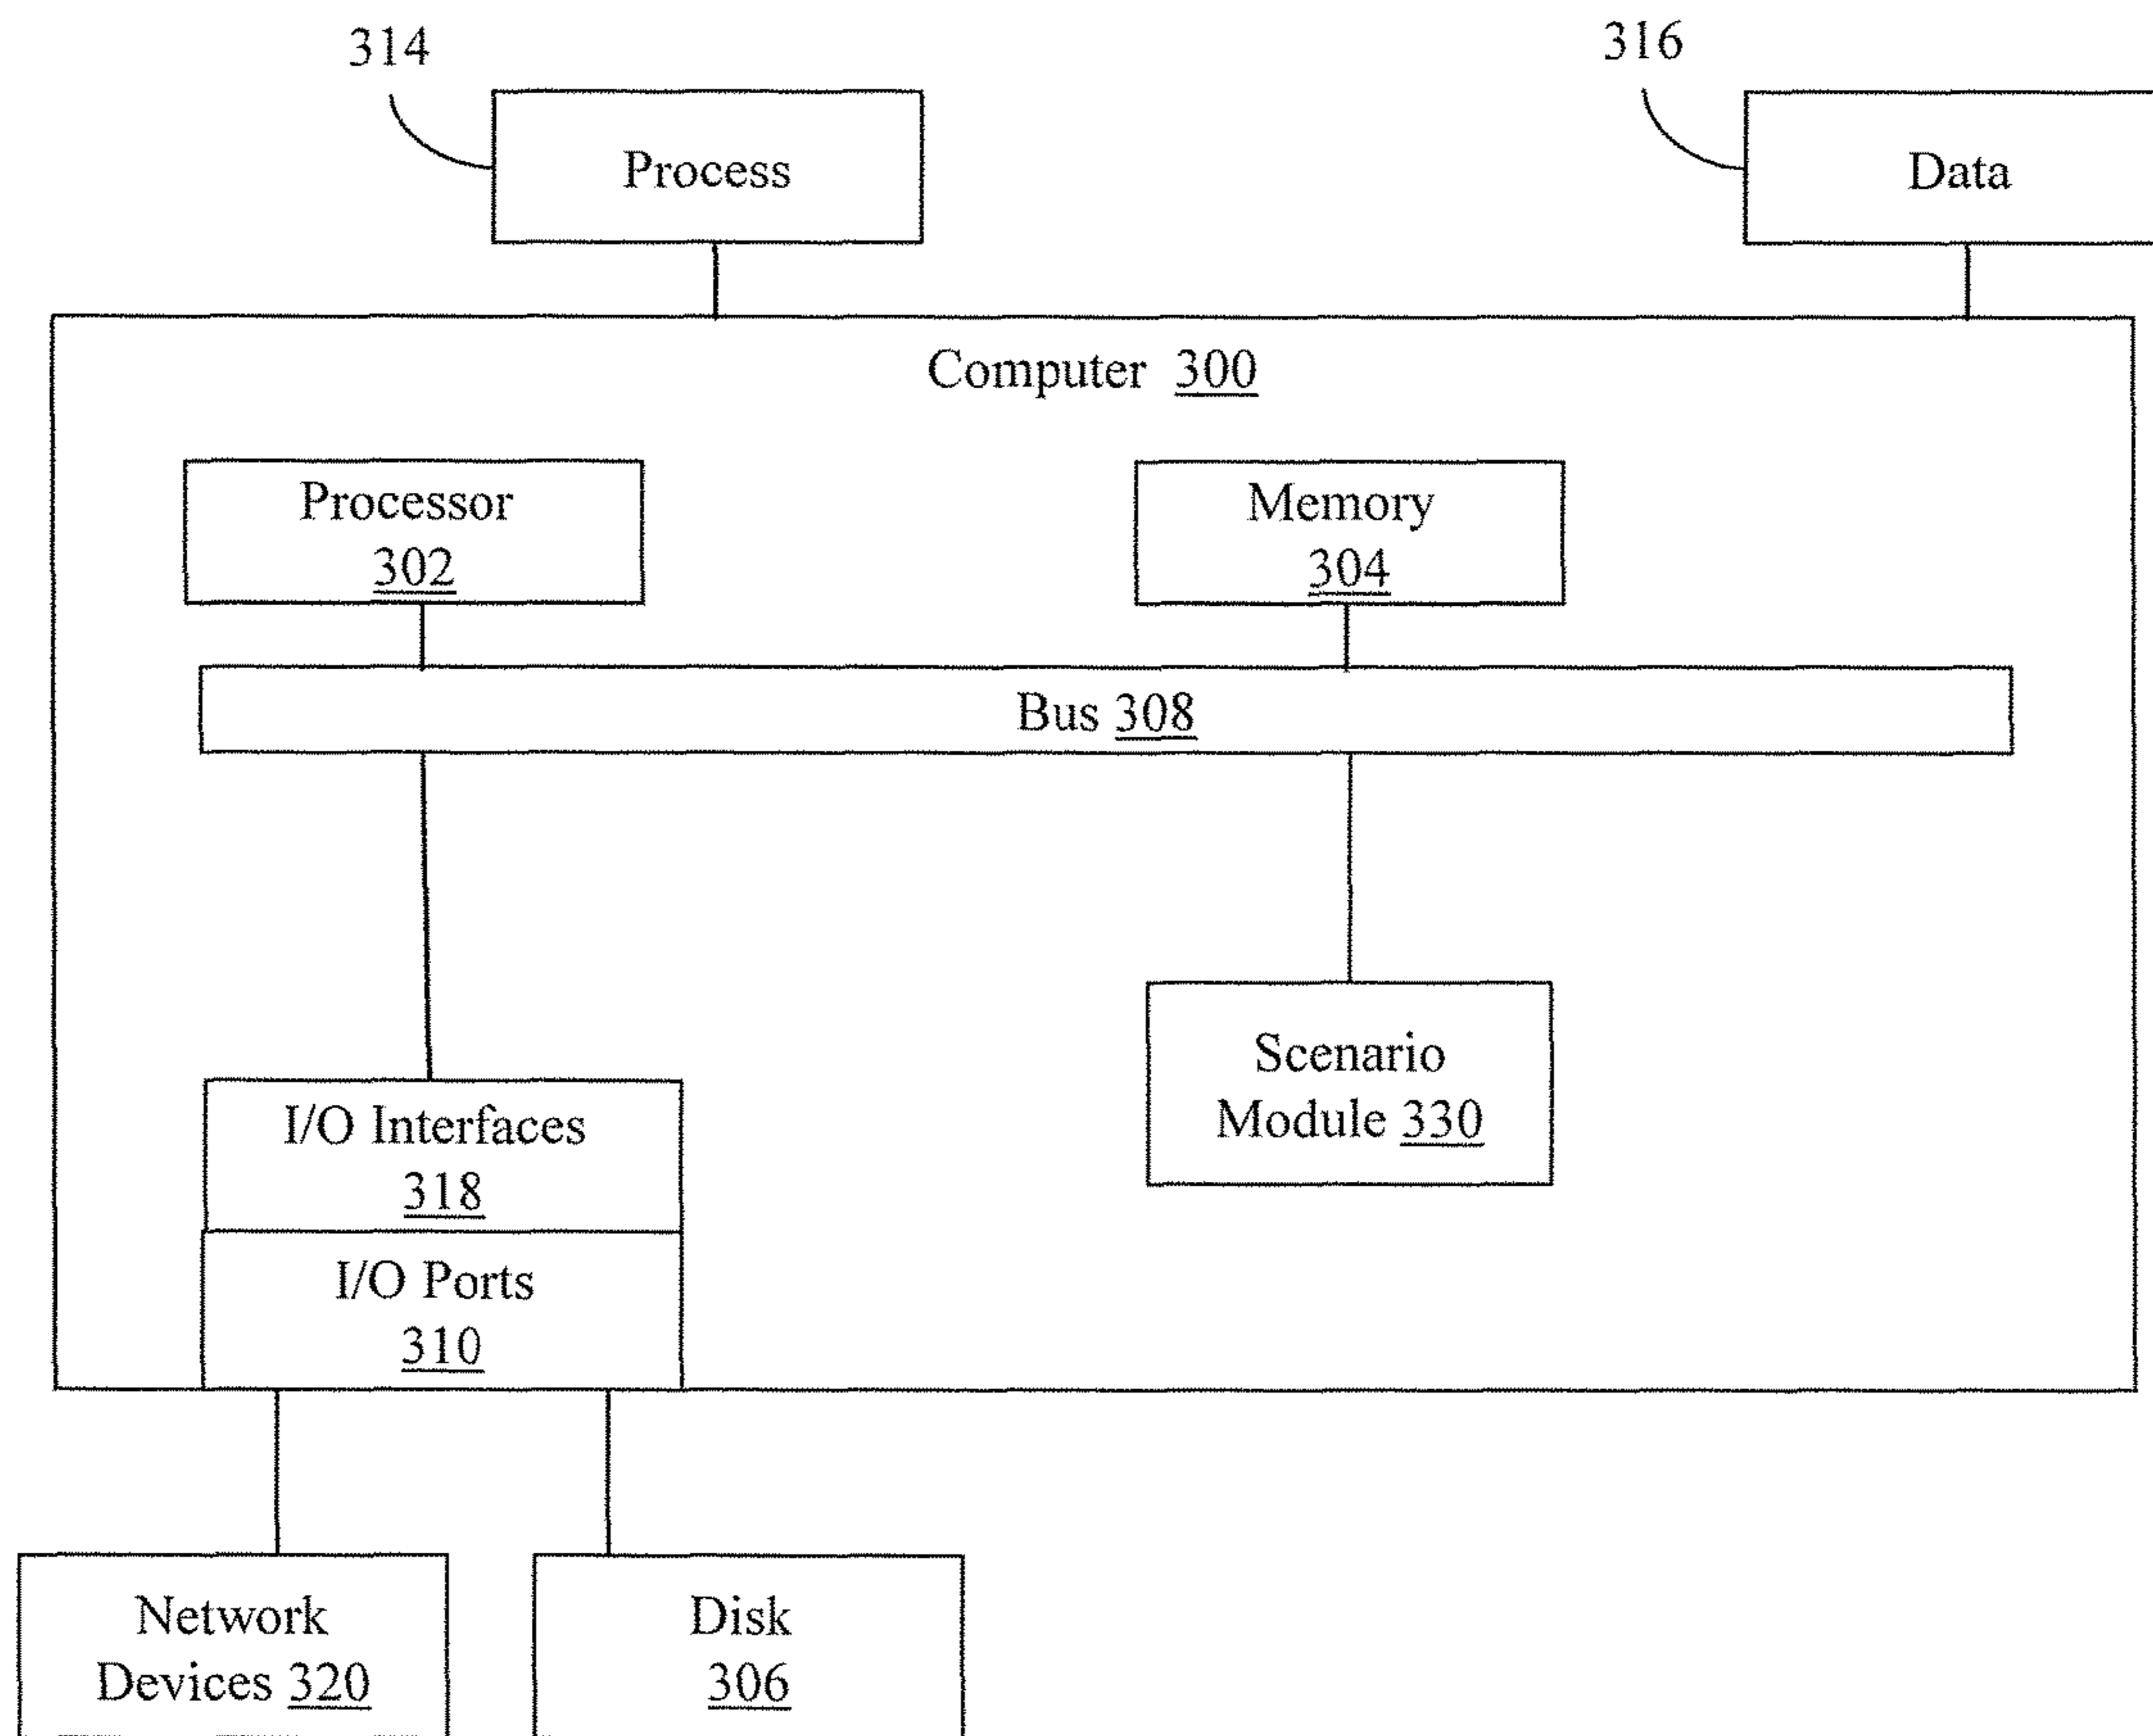 314
316
Process
Data
Computer 300
Processor
302
Memory
304
Bus 308
Scenario
Module 330
I/O Interfaces
318
I/O Ports
310
Network
Devices 320
Disk
306